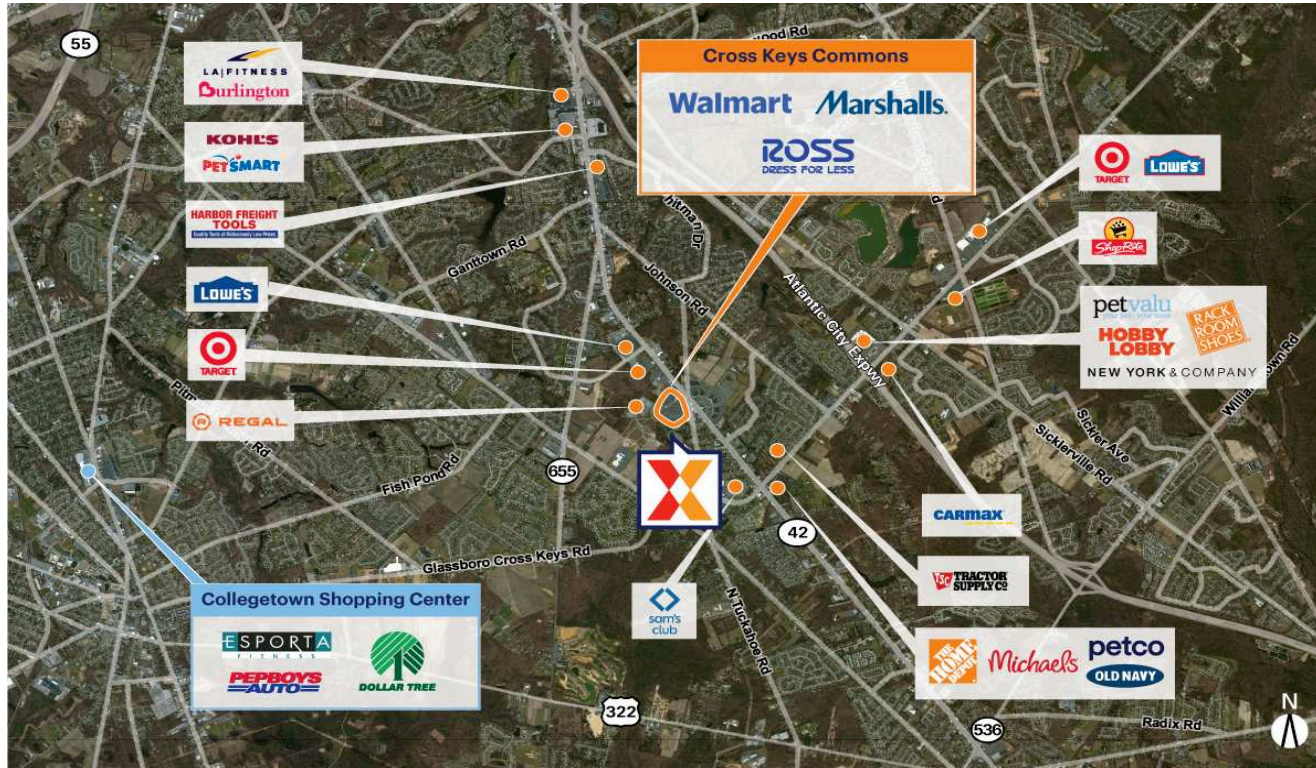 55
LA|FITNESS
Burlington
KOHL'S
PETSMART
HARBOR FREIGHT
TOOLS
LOWE'S
TARGET
REGAL
Cross Keys Commons
Walmart
Marshalls.
ROSS
DRESS FOR LESS
TARGET
LOWE'S
ShopRite
petvalu
HOBBY
LOBBY
RACK
ROOM
SHOES
NEW YORK & COMPANY
Ganttown Rd
Johnson Rd
Atlantic City Expwy
Sickler Ave
Sicklerville Rd
Fish Pond Rd
655
42
CARMAX
TSC TRACTOR
SUPPLY CO
Glassboro Cross Keys Rd
sam's
club
N Tuckahoe Rd
Collegetown Shopping Center
ESPORTA
FITNESS
PEPBOYS
AUTO
DOLLAR TREE
THE
HOME
DEPOT
Michaels
petco
OLD NAVY
322
536
Radix Rd
N